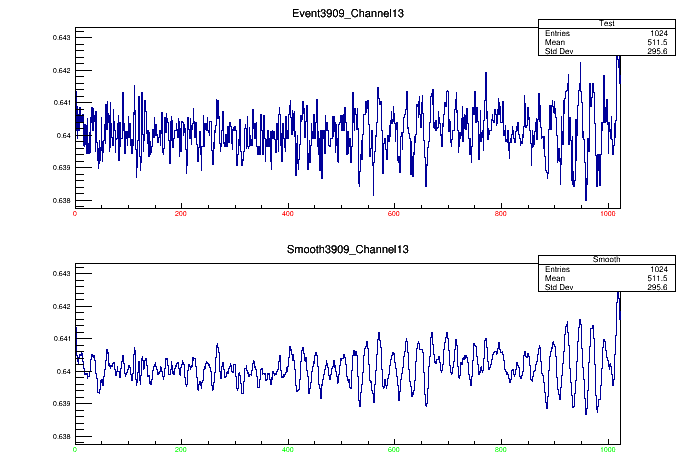 Event3909_Channel13
Test
Entries 1024
Mean 511.5
Std Dev 295.6
0.643
0.642
0.641
0.64
0.639
0.638
0 200 400 600 800 1000
Smooth3909_Channel13
Smooth
Entries 1024
Mean 511.5
Std Dev 295.6
0.643
0.642
0.641
0.64
0.639
0.638
0 200 400 600 800 1000